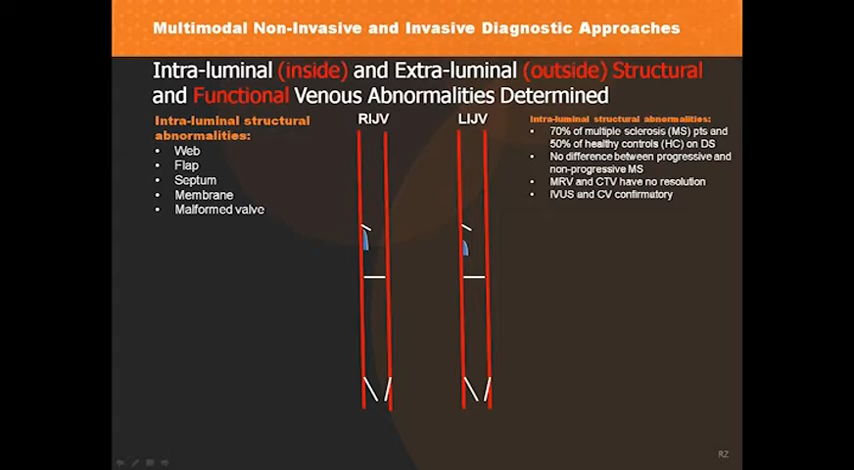 Multimodal Non-Invasive and Invasive Diagnostic Approaches
Intra-luminal (inside) and Extra-luminal (outside) Structural
and Functional Venous Abnormalities Determined
Intra-luminal structural
abnormalities:
• Web
• Flap
• Septum
• Membrane
• Malformed valve
RIJV
LIJV
Intra-luminal structural abnormalities:
• 70% of multiple sclerosis (MS) pts and
50% of healthy controls (HC) on DS
• No difference between progressive and
non-progressive MS
• MRV and CTV have no resolution
• IVUS and CV confirmatory
RZ